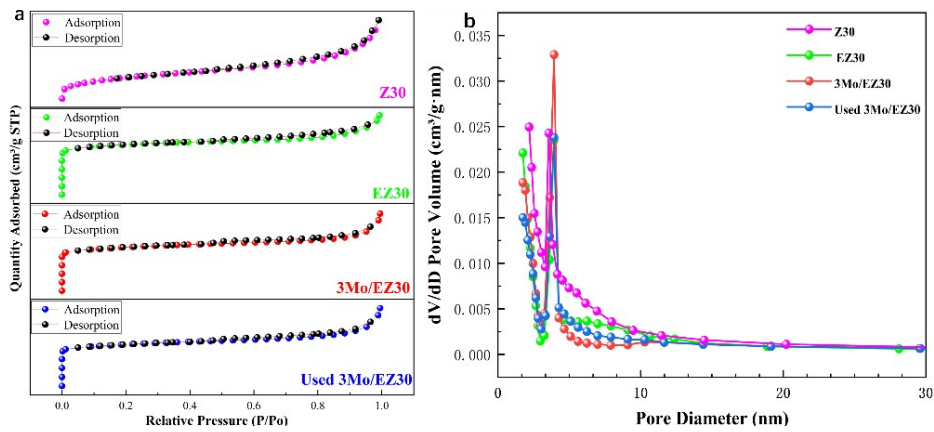 a
Adsorption
Desorption
Z30
Adsorption
Desorption
EZ30
Adsorption
Desorption
3Mo/EZ30
Adsorption
Desorption
Used 3Mo/EZ30
Quantity Adsorbed (cm³/g STP)
0.0 0.2 0.4 0.6 0.8 1.0
Relative Pressure (P/Po)
b
Z30
EZ30
3Mo/EZ30
Used 3Mo/EZ30
0.035
0.030
0.025
0.020
0.015
0.010
0.005
0.000
dV/dD Pore Volume (cm³/g·nm)
0 10 20 30
Pore Diameter (nm)